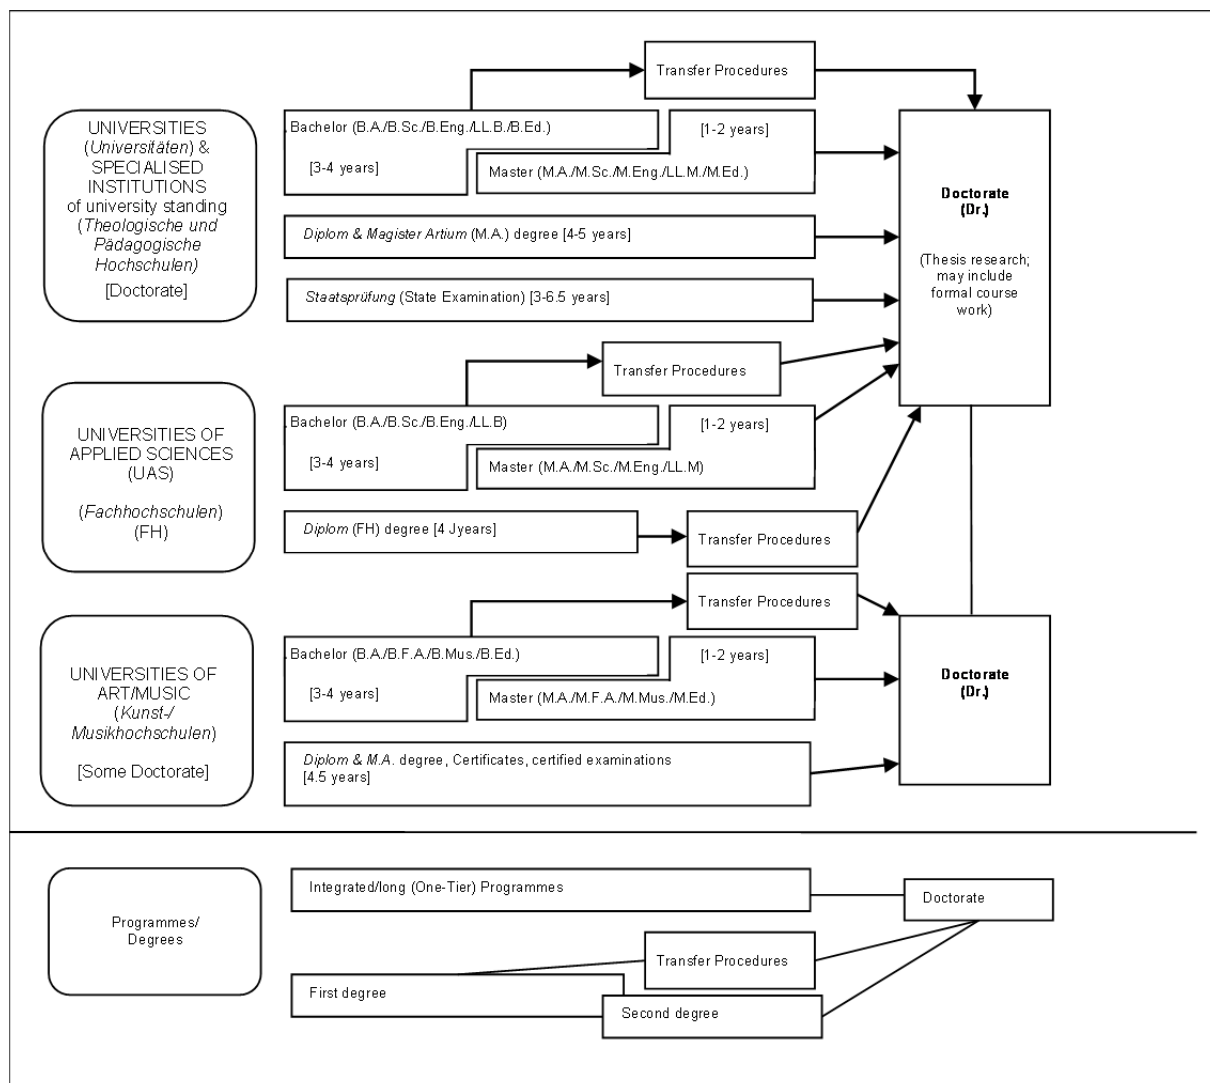 Transfer Procedures
UNIVERSITIES
(Universitäten) &
SPECIALISED
INSTITUTIONS
of university standing
(Theologische und
Pädagogische
Hochschulen)
[Doctorate]
Bachelor (B.A./B.Sc./B.Eng./LL.B./B.Ed.)
[3-4 years]
[1-2 years]
Master (M.A./M.Sc./M.Eng./LL.M./M.Ed.)
Diplom & Magister Artium (M.A.) degree [4-5 years]
Staatsprüfung (State Examination) [3-6.5 years]
Doctorate
(Dr.)
(Thesis research;
may include
formal course
work)
UNIVERSITIES OF
APPLIED SCIENCES
(UAS)
(Fachhochschulen)
(FH)
Transfer Procedures
Bachelor (B.A./B.Sc./B.Eng./LL.B)
[3-4 years]
[1-2 years]
Master (M.A./M.Sc./M.Eng./LL.M)
Diplom (FH) degree [4 Jyears]
Transfer Procedures
UNIVERSITIES OF
ART/MUSIC
(Kunst-/
Musikhochschulen)
[Some Doctorate]
Transfer Procedures
Bachelor (B.A./B.F.A./B.Mus./B.Ed.)
[3-4 years]
[1-2 years]
Master (M.A./M.F.A./M.Mus./M.Ed.)
Diplom & M.A. degree, Certificates, certified examinations
[4.5 years]
Doctorate
(Dr.)
Programmes/
Degrees
Integrated/long (One-Tier) Programmes
Doctorate
Transfer Procedures
First degree
Second degree